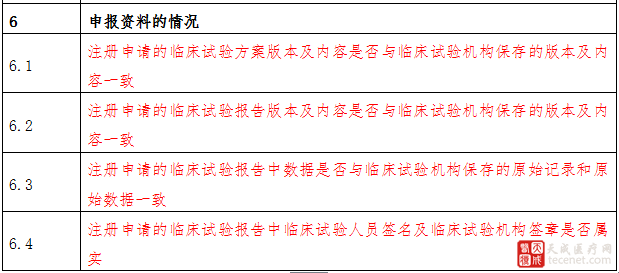 6 申报资料的情况
6.1 注册申请的临床试验方案版本及内容是否与临床试验机构保存的版本及内
容一致
6.2 注册申请的临床试验报告版本及内容是否与临床试验机构保存的版本及内
容一致
6.3 注册申请的临床试验报告中数据是否与临床试验机构保存的原始记录和原
始数据一致
6.4 注册申请的临床试验报告中临床试验人员签名及临床试验机构签章是否属
实
天成医疗网
tecenet.com